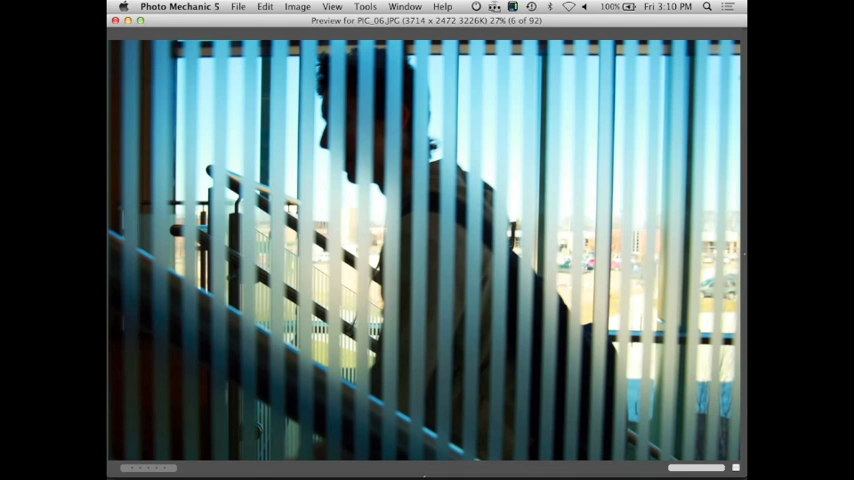 Photo Mechanic 5 File Edit Image View Tools Window Help 100% Fri 3:10 PM
Preview for PIC_06.JPG (3714 x 2472 3226K) 27% (6 of 92)